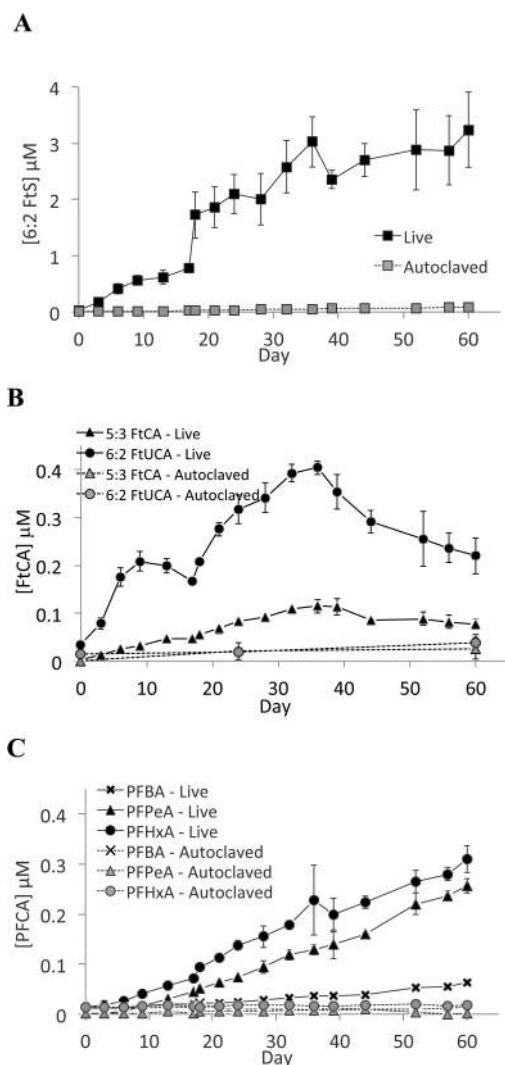 A
[6:2 FtS] µM
4
3
2
1
0
Live
Autoclaved
0 10 20 30 40 50 60
Day
B
5:3 FtCA - Live
6:2 FtUCA - Live
5:3 FtCA - Autoclaved
6:2 FtUCA - Autoclaved
[FtCA] µM
0.4
0.3
0.2
0.1
0
0 10 20 30 40 50 60
Day
C
PFBA - Live
PFPeA - Live
PFHxA - Live
PFBA - Autoclaved
PFPeA - Autoclaved
PFHxA - Autoclaved
[PFCA] µM
0.4
0.3
0.2
0.1
0
0 10 20 30 40 50 60
Day